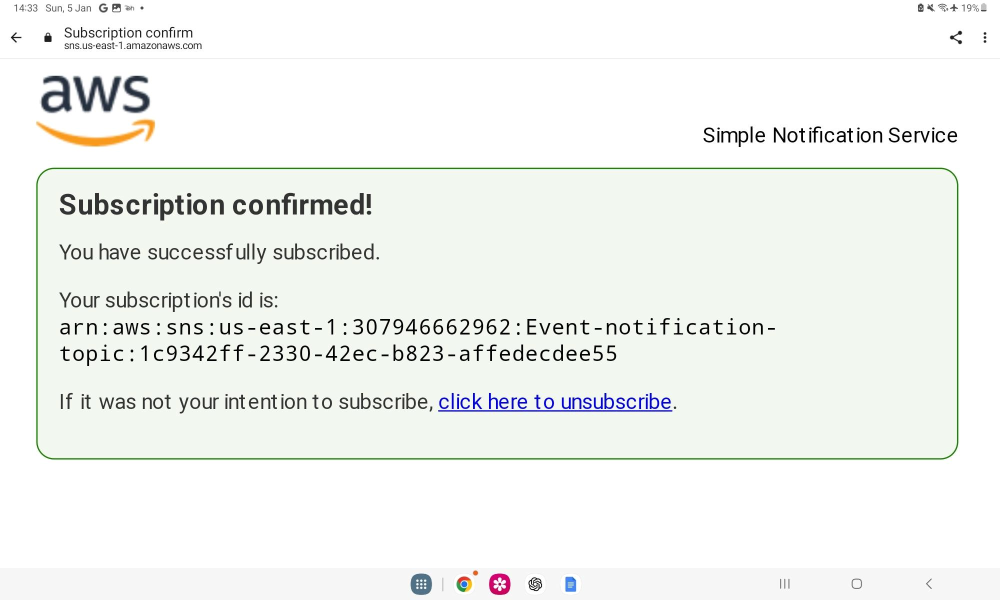 14:33 Sun, 5 Jan
19%
Subscription confirm
sns.us-east-1.amazonaws.com
aws
Simple Notification Service
Subscription confirmed!
You have successfully subscribed.
Your subscription's id is:
arn:aws:sns:us-east-1:307946662962:Event-notification-
topic:1c9342ff-2330-42ec-b823-affedecdee55
If it was not your intention to subscribe, click here to unsubscribe.